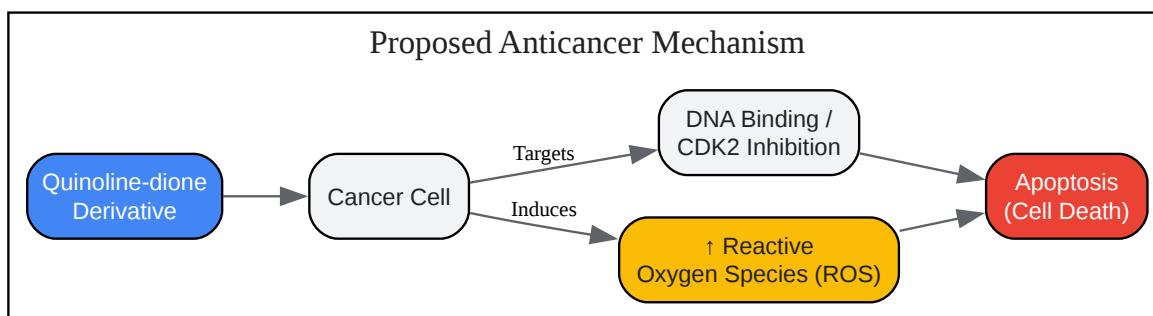 Proposed Anticancer Mechanism
Quinoline-dione
Derivative
Cancer Cell
Targets
Induces
DNA Binding /
CDK2 Inhibition
↑ Reactive
Oxygen Species (ROS)
Apoptosis
(Cell Death)